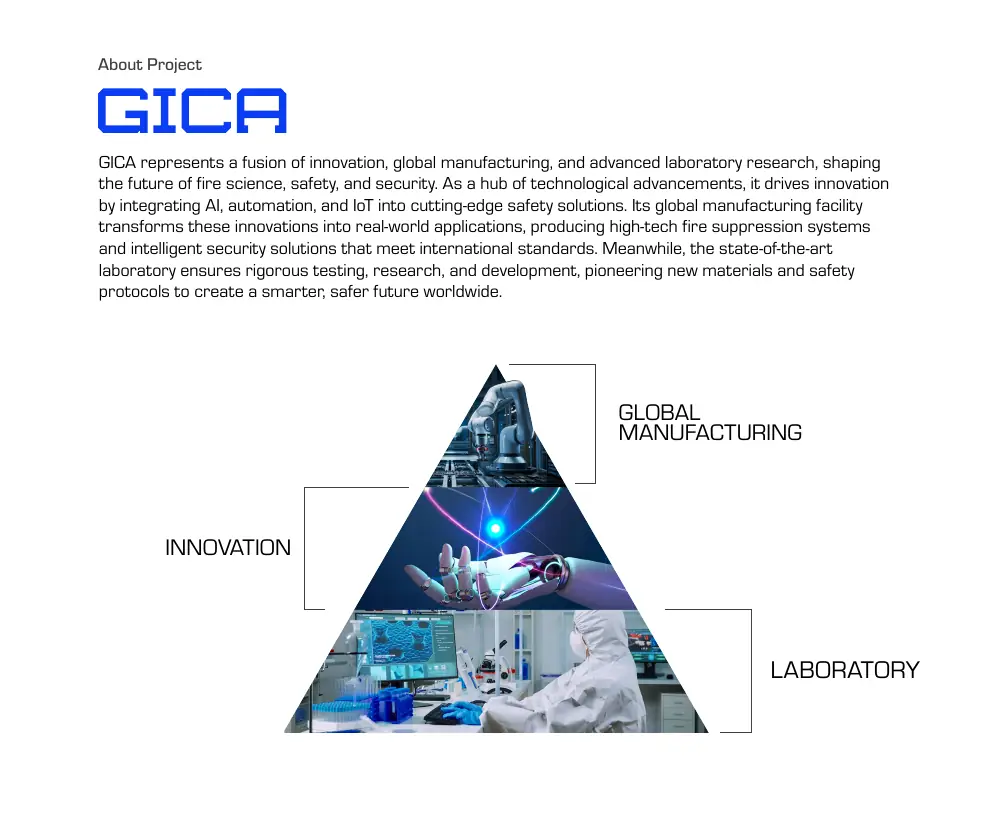 About Project
GICA
GICA represents a fusion of innovation, global manufacturing, and advanced laboratory research, shaping
the future of fire science, safety, and security. As a hub of technological advancements, it drives innovation
by integrating AI, automation, and IoT into cutting-edge safety solutions. Its global manufacturing facility
transforms these innovations into real-world applications, producing high-tech fire suppression systems
and intelligent security solutions that meet international standards. Meanwhile, the state-of-the-art
laboratory ensures rigorous testing, research, and development, pioneering new materials and safety
protocols to create a smarter, safer future worldwide.
GLOBAL
MANUFACTURING
INNOVATION
LABORATORY